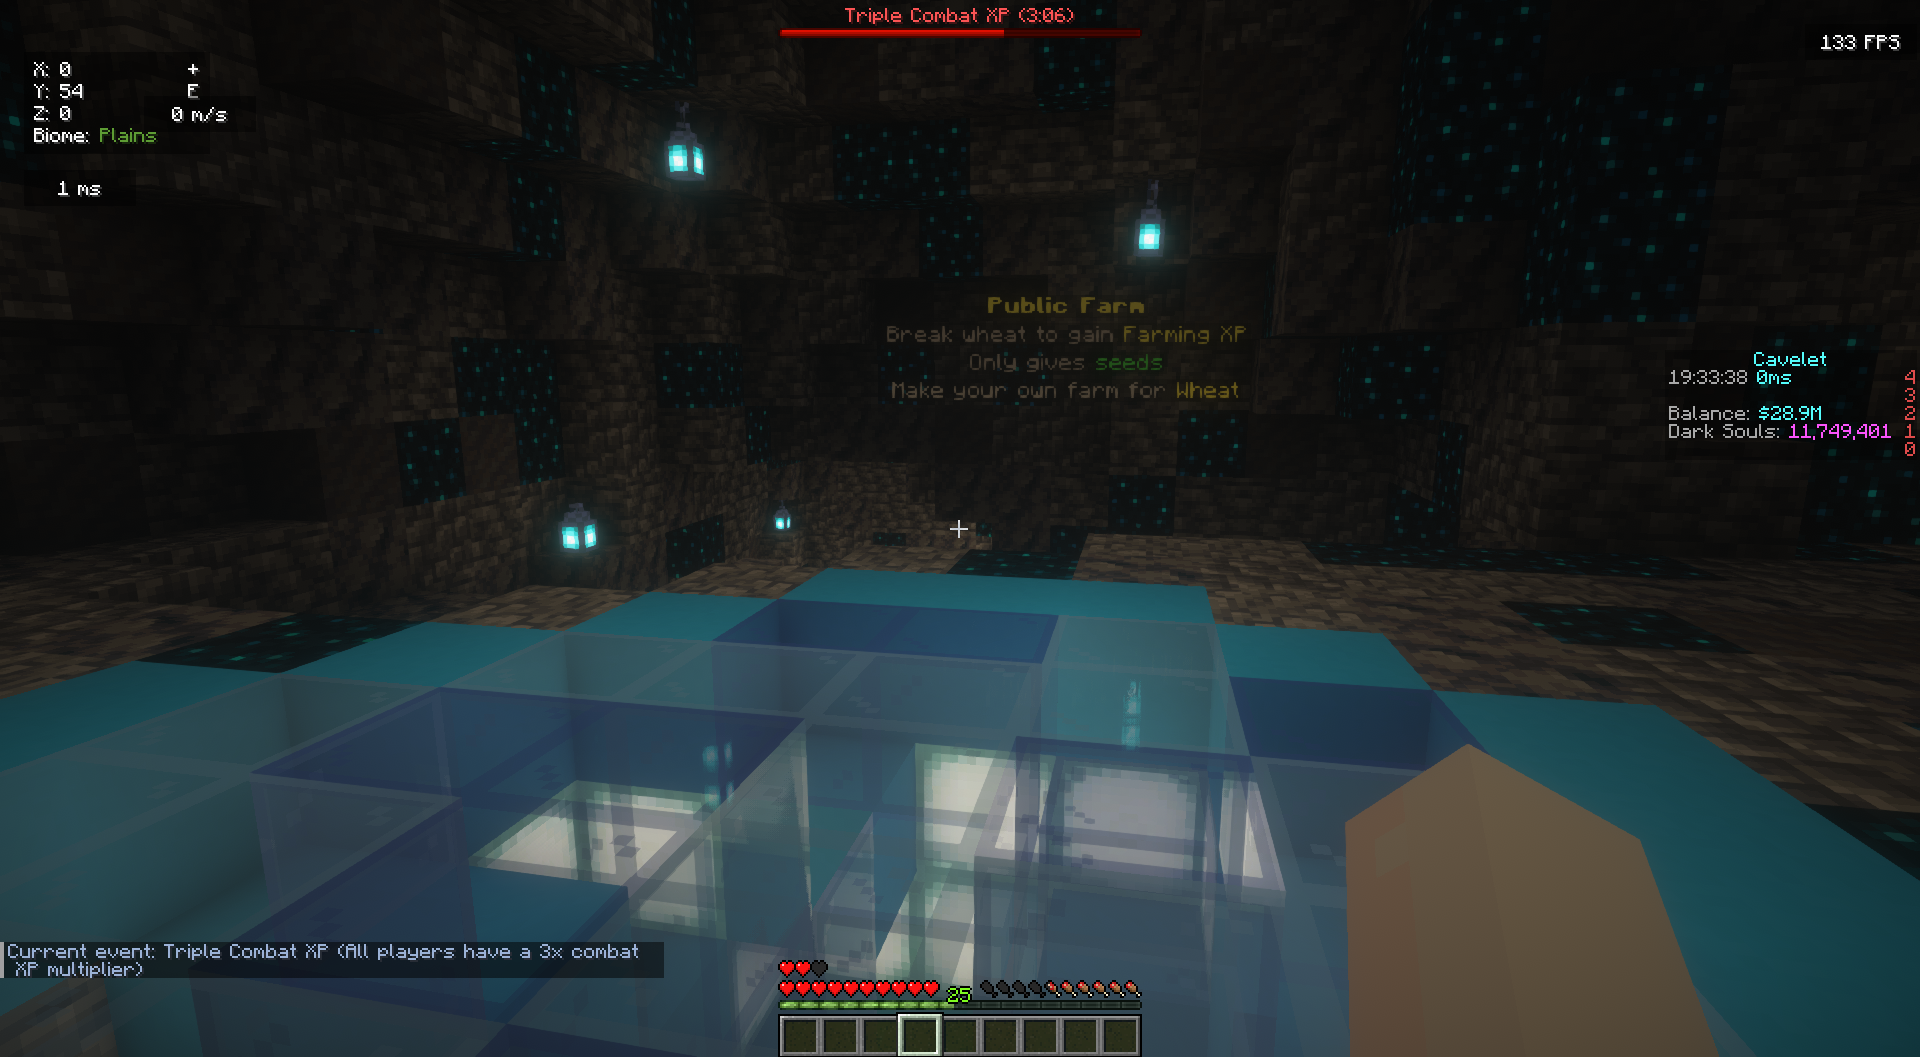 Triple Combat XP (3:06)
133 FPS
X: 0 +
Y: 54 E
Z: 0 0 m/s
Biome: Plains
1 ms
Public Farm
Break wheat to gain Farming XP
Only gives seeds
Make your own farm for Wheat
Cavelet
19:33:38 0ms 4
3
Balance: $28.9M 2
Dark Souls: 11,749,401 1
0
Current event: Triple Combat XP (All players have a 3x combat
XP multiplier)
25